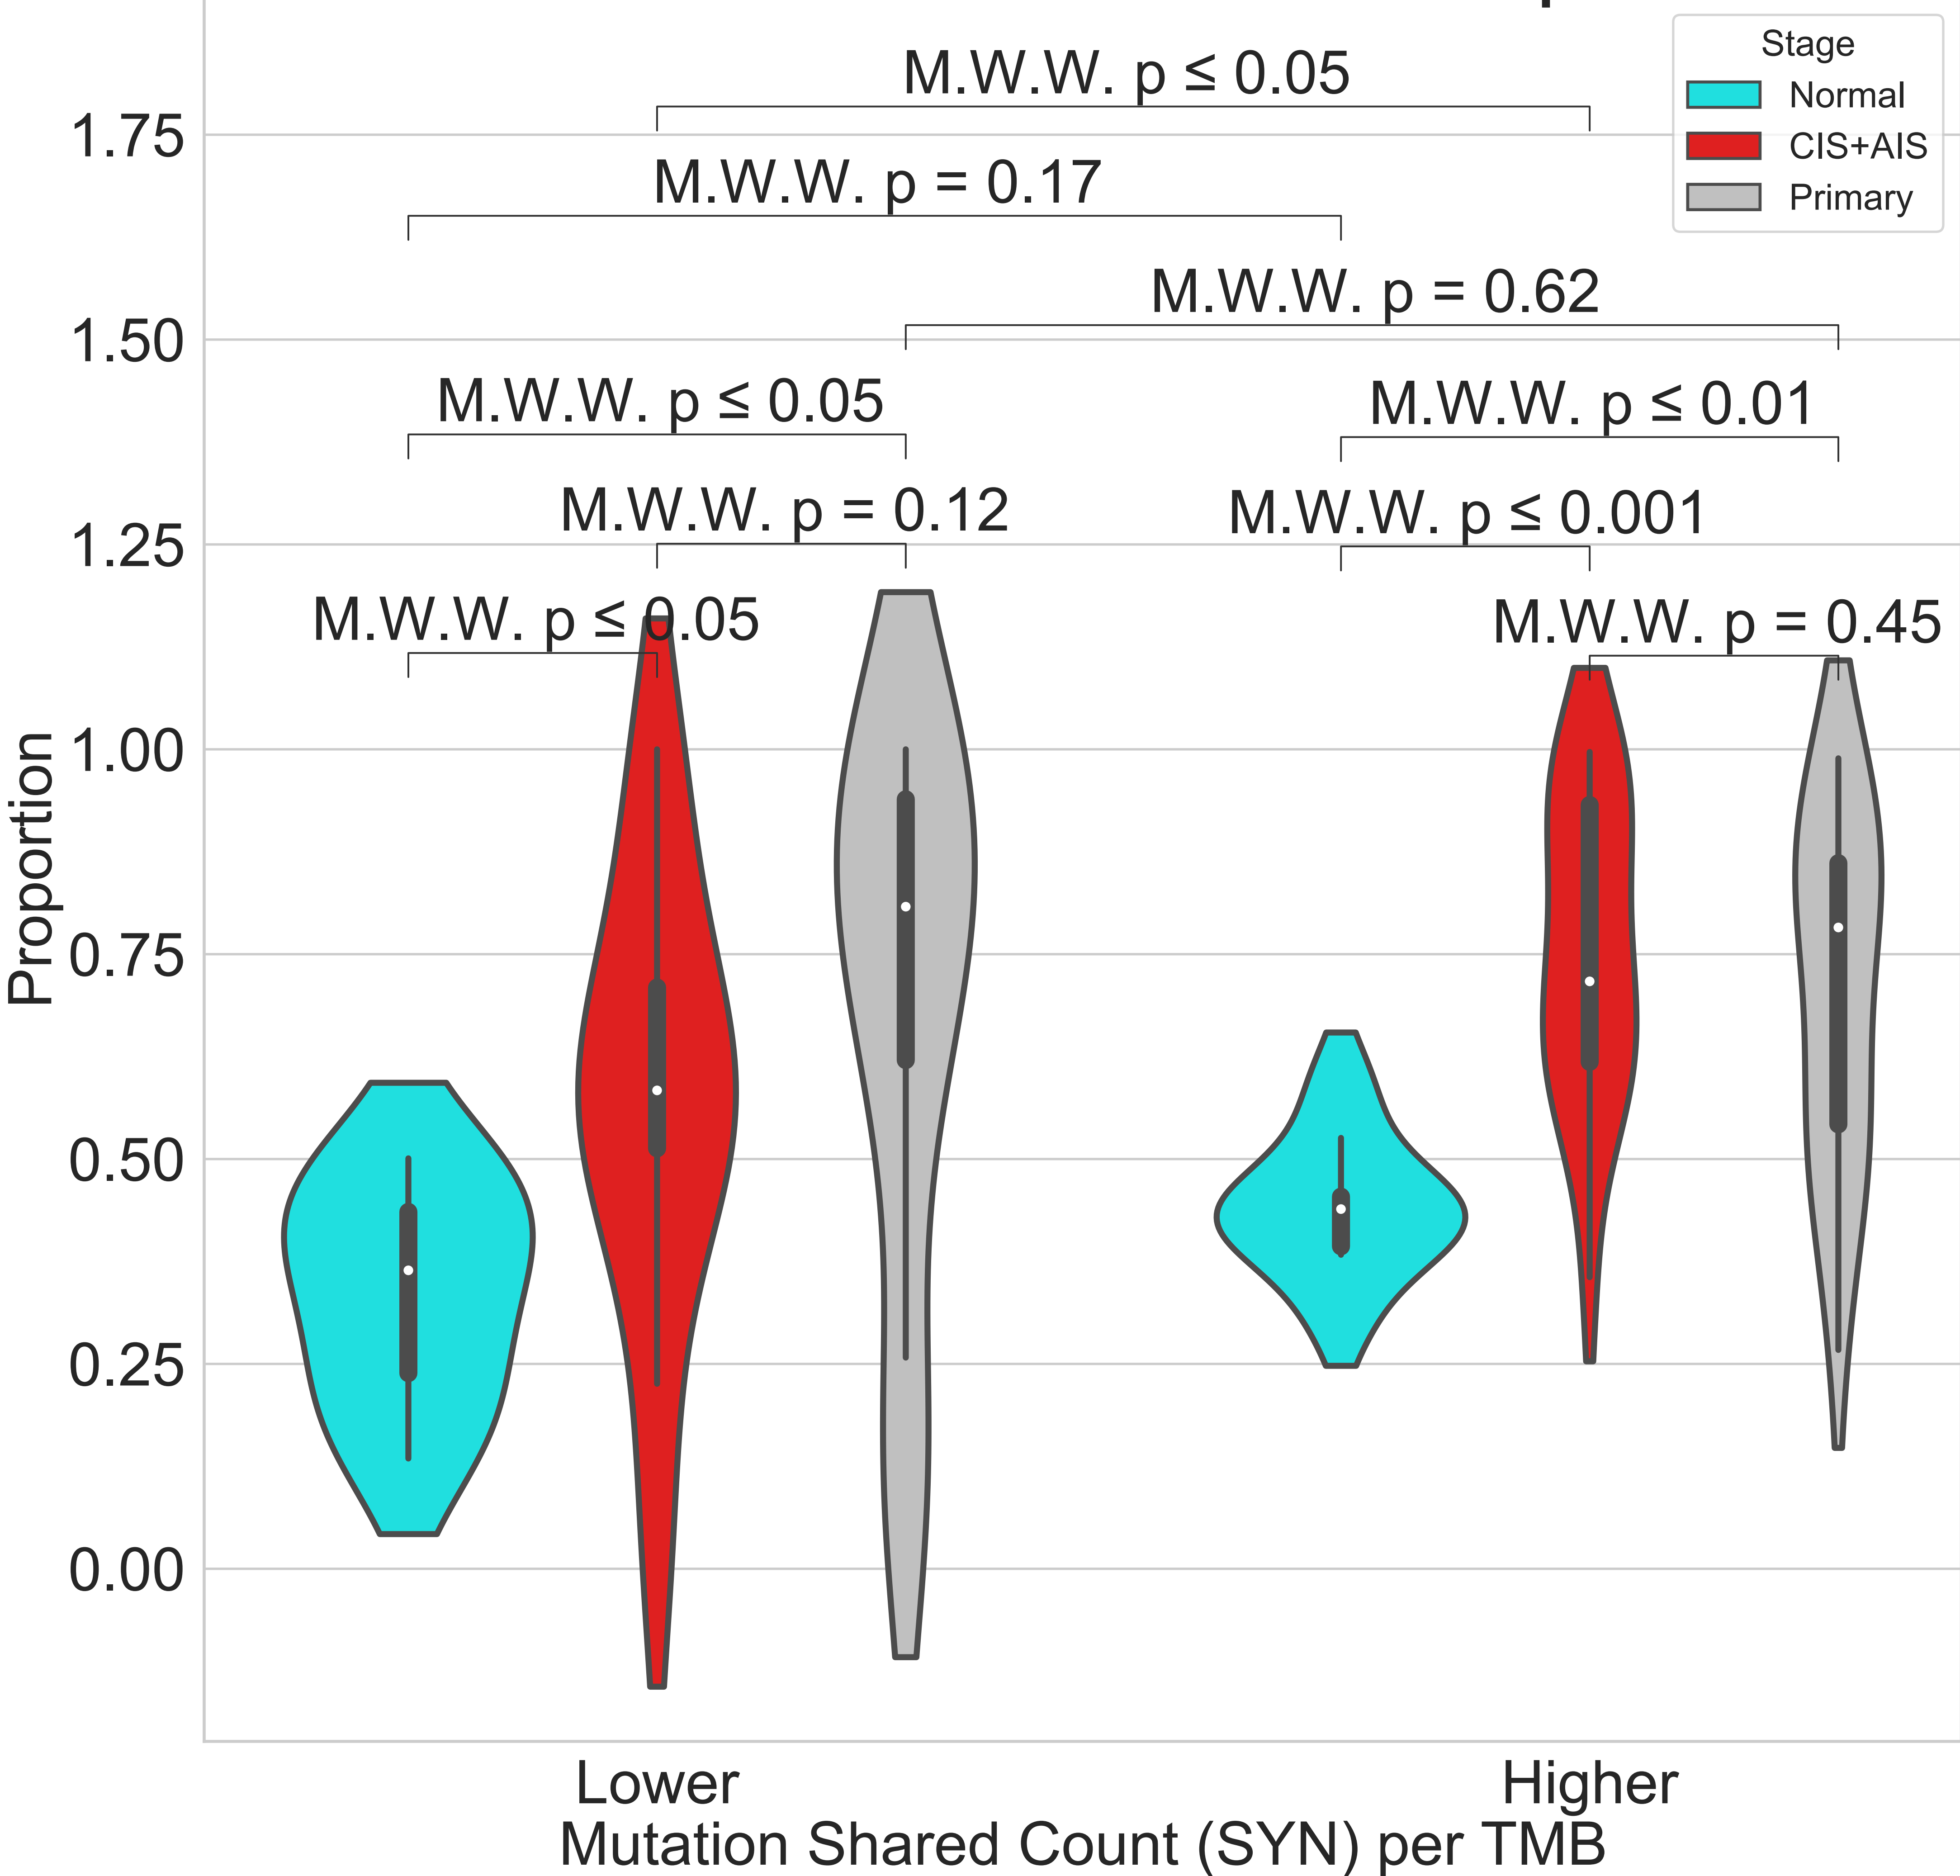 M.W.W. p ≤ 0.05
Stage
Normal
CIS+AIS
Primary
1.75
M.W.W. p = 0.17
M.W.W. p = 0.62
1.50
M.W.W. p ≤ 0.05
M.W.W. p ≤ 0.01
M.W.W. p = 0.12
M.W.W. p ≤ 0.001
1.25
M.W.W. p ≤ 0.05
M.W.W. p = 0.45
1.00
Proportion
0.75
0.50
0.25
0.00
Lower
Higher
Mutation Shared Count (SYN) per TMB